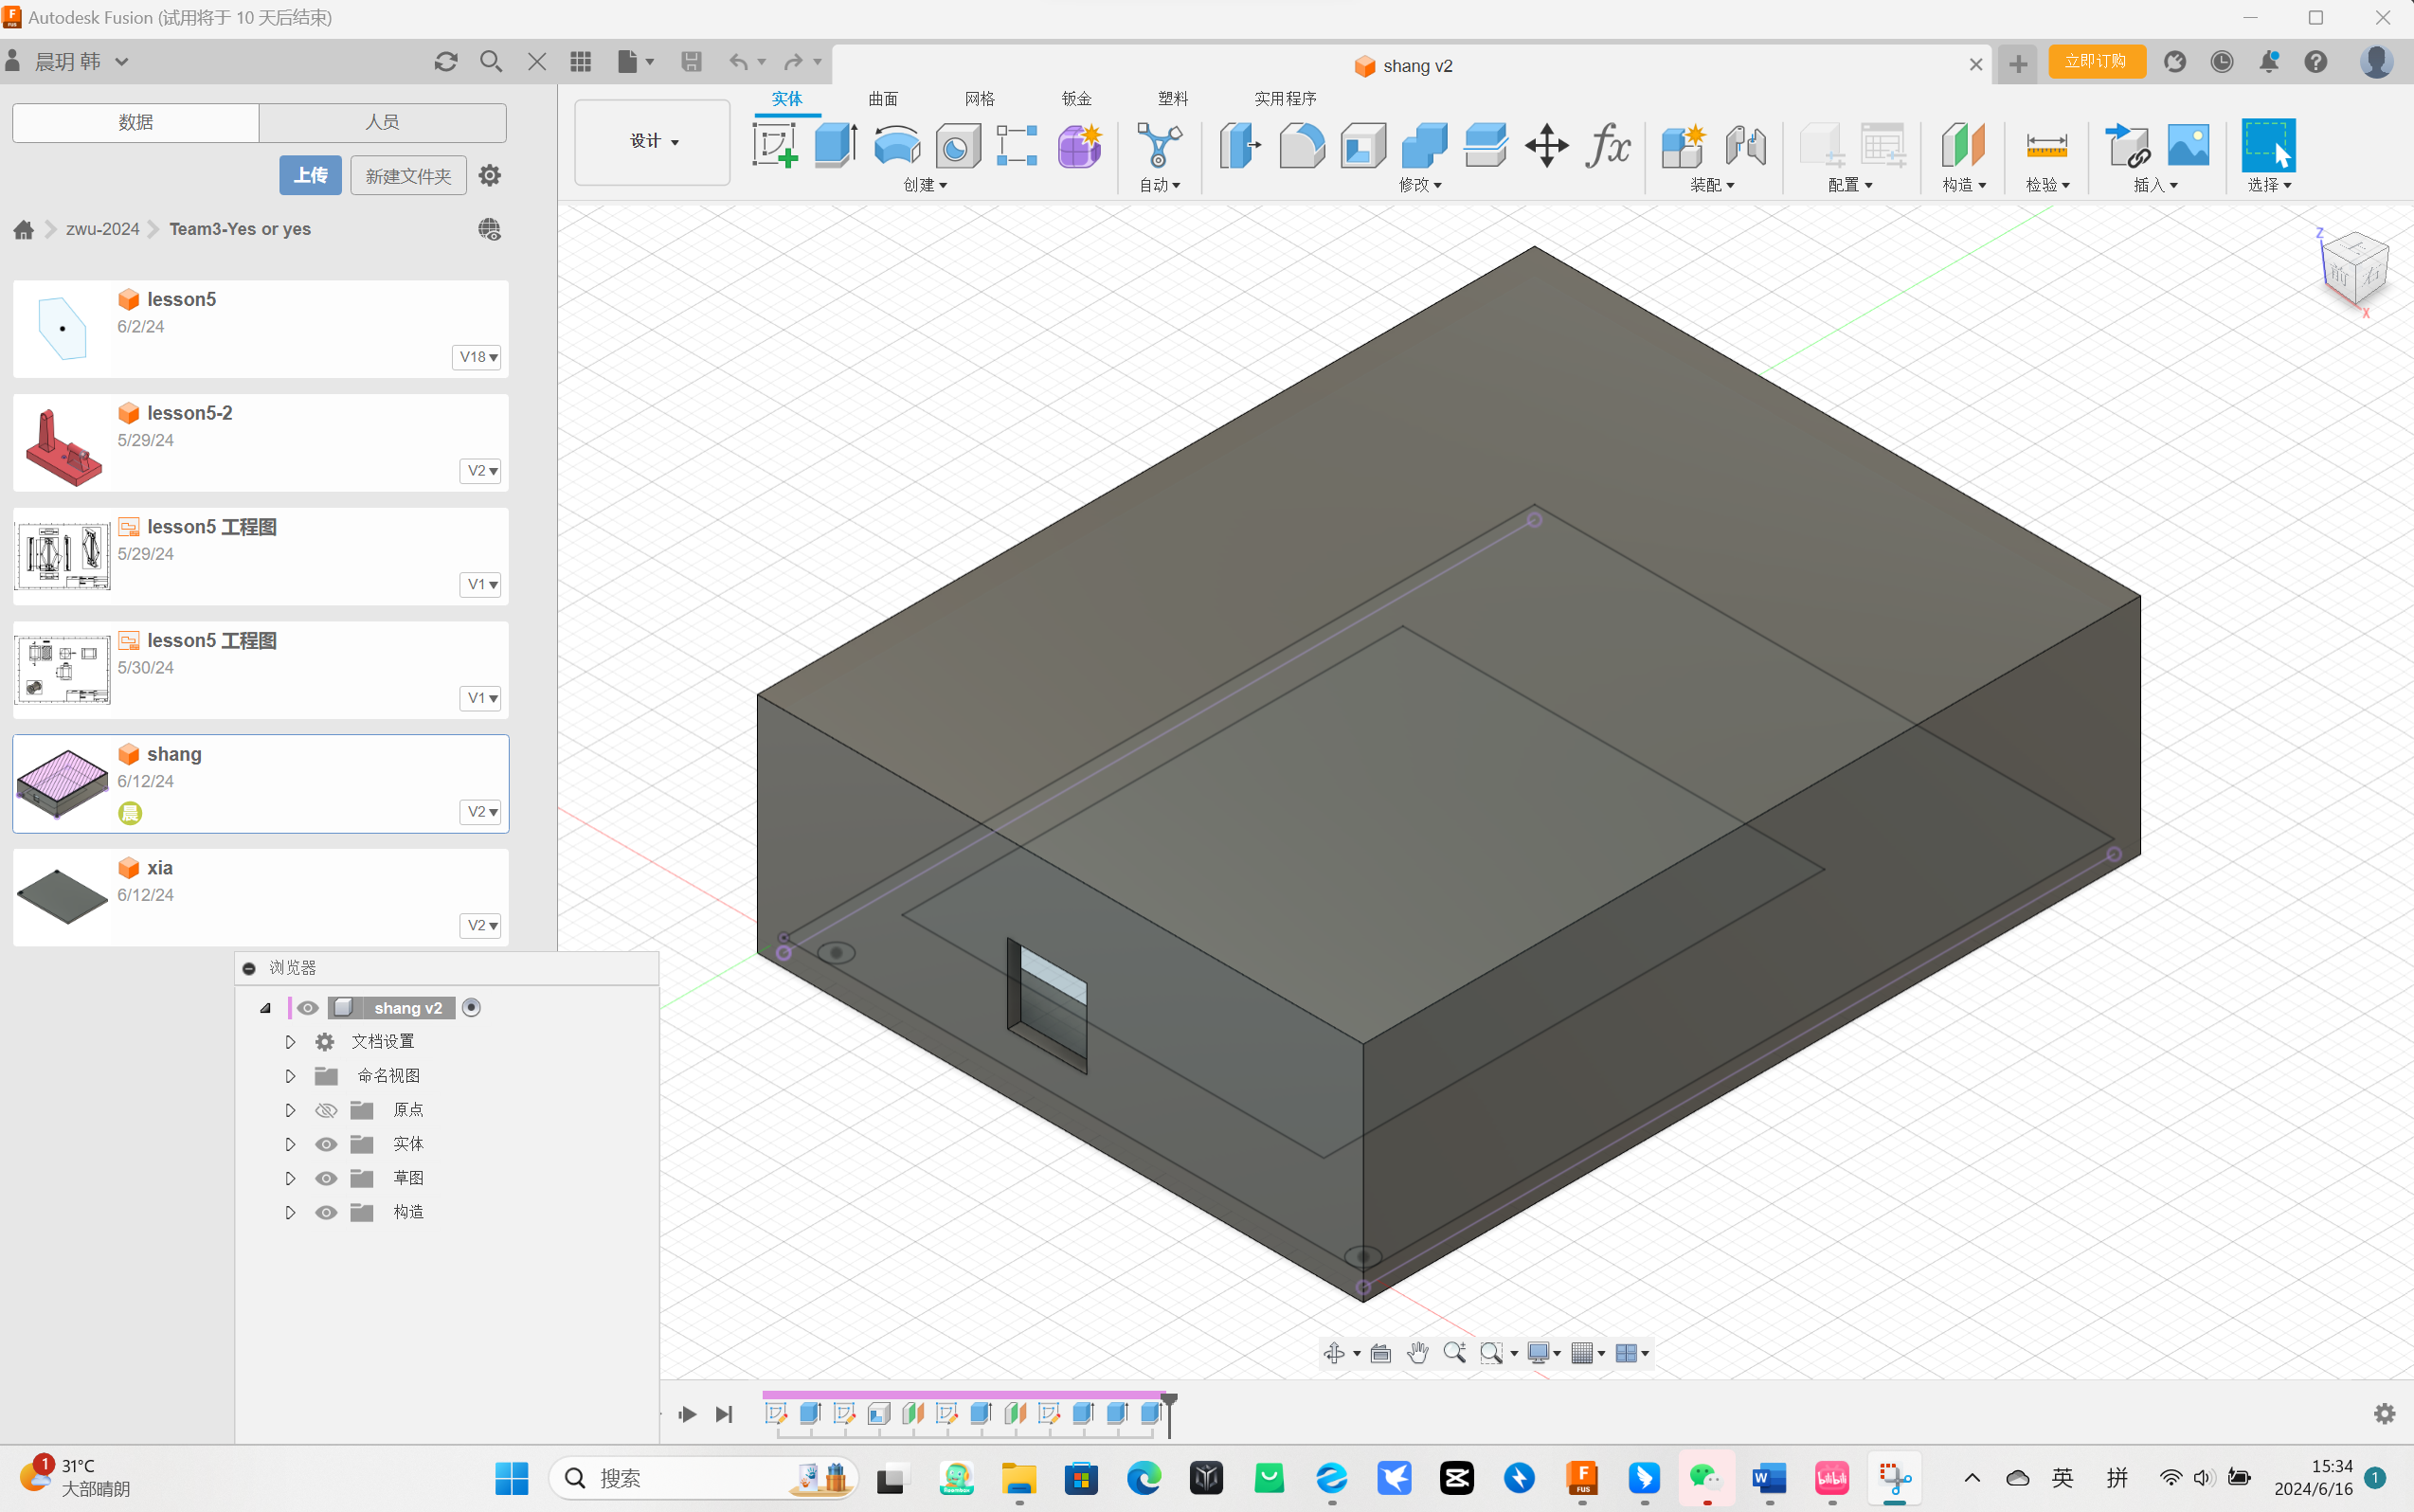 Autodesk Fusion (试用将于 10 天后结束)
晨玥 韩
shang v2
立即订购
数据
人员
上传
新建文件夹
zwu-2024
Team3-Yes or yes
设计
实体
曲面
网格
钣金
塑料
实用程序
创建
自动
修改
装配
配置
构造
检验
插入
选择
lesson5
6/2/24
V18
lesson5-2
5/29/24
V2
lesson5 工程图
5/29/24
V1
lesson5 工程图
5/30/24
V1
shang
6/12/24
晨
V2
xia
6/12/24
V2
Z
前
右
X
浏览器
shang v2
文档设置
命名视图
原点
实体
草图
构造
1
31°C
大部晴朗
搜索
英
拼
15:34
2024/6/16
1